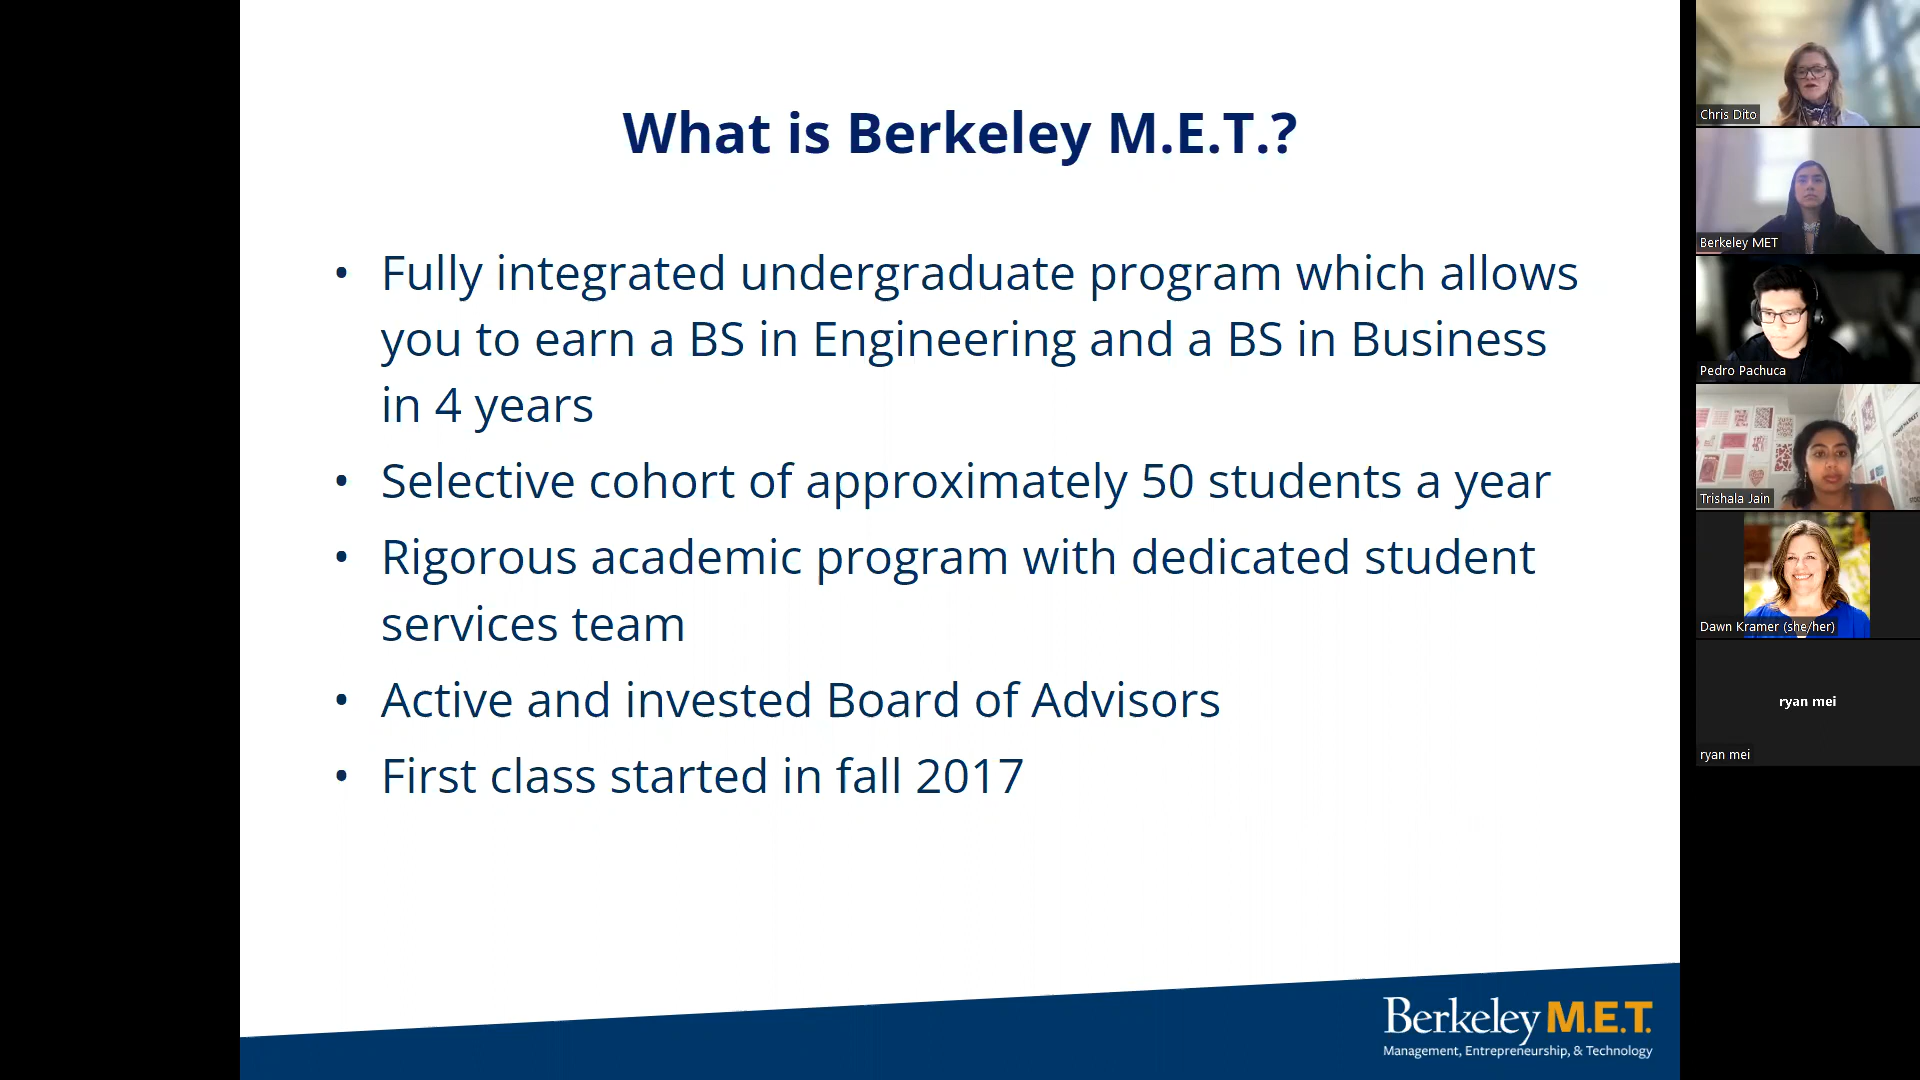 What is Berkeley M.E.T.?
• Fully integrated undergraduate program which allows
you to earn a BS in Engineering and a BS in Business
in 4 years
• Selective cohort of approximately 50 students a year
• Rigorous academic program with dedicated student
services team
• Active and invested Board of Advisors
• First class started in fall 2017
Berkeley M.E.T.
Management, Entrepreneurship, & Technology
Chris Dito
Berkeley MET
Pedro Pachuca
Trishala Jain
Dawn Kramer (she/her)
ryan mei
ryan mei